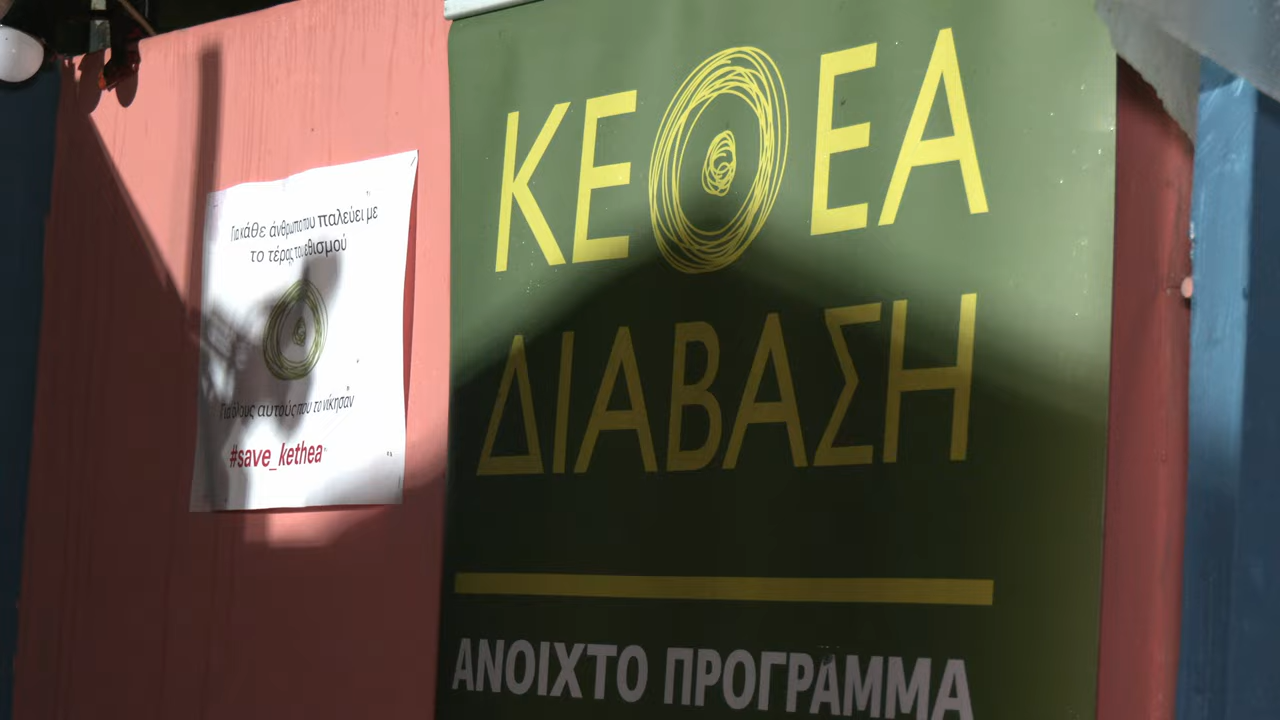 Για κάθε άνθρωπο που παλεύει με
το τέρας του εθισμού
Για όλους αυτούς που το νίκησαν
#save_kethea
ΚΕΘΕΑ
ΔΙΑΒΑΣΗ
ΑΝΟΙΧΤΟ ΠΡΟΓΡΑΜΜΑ